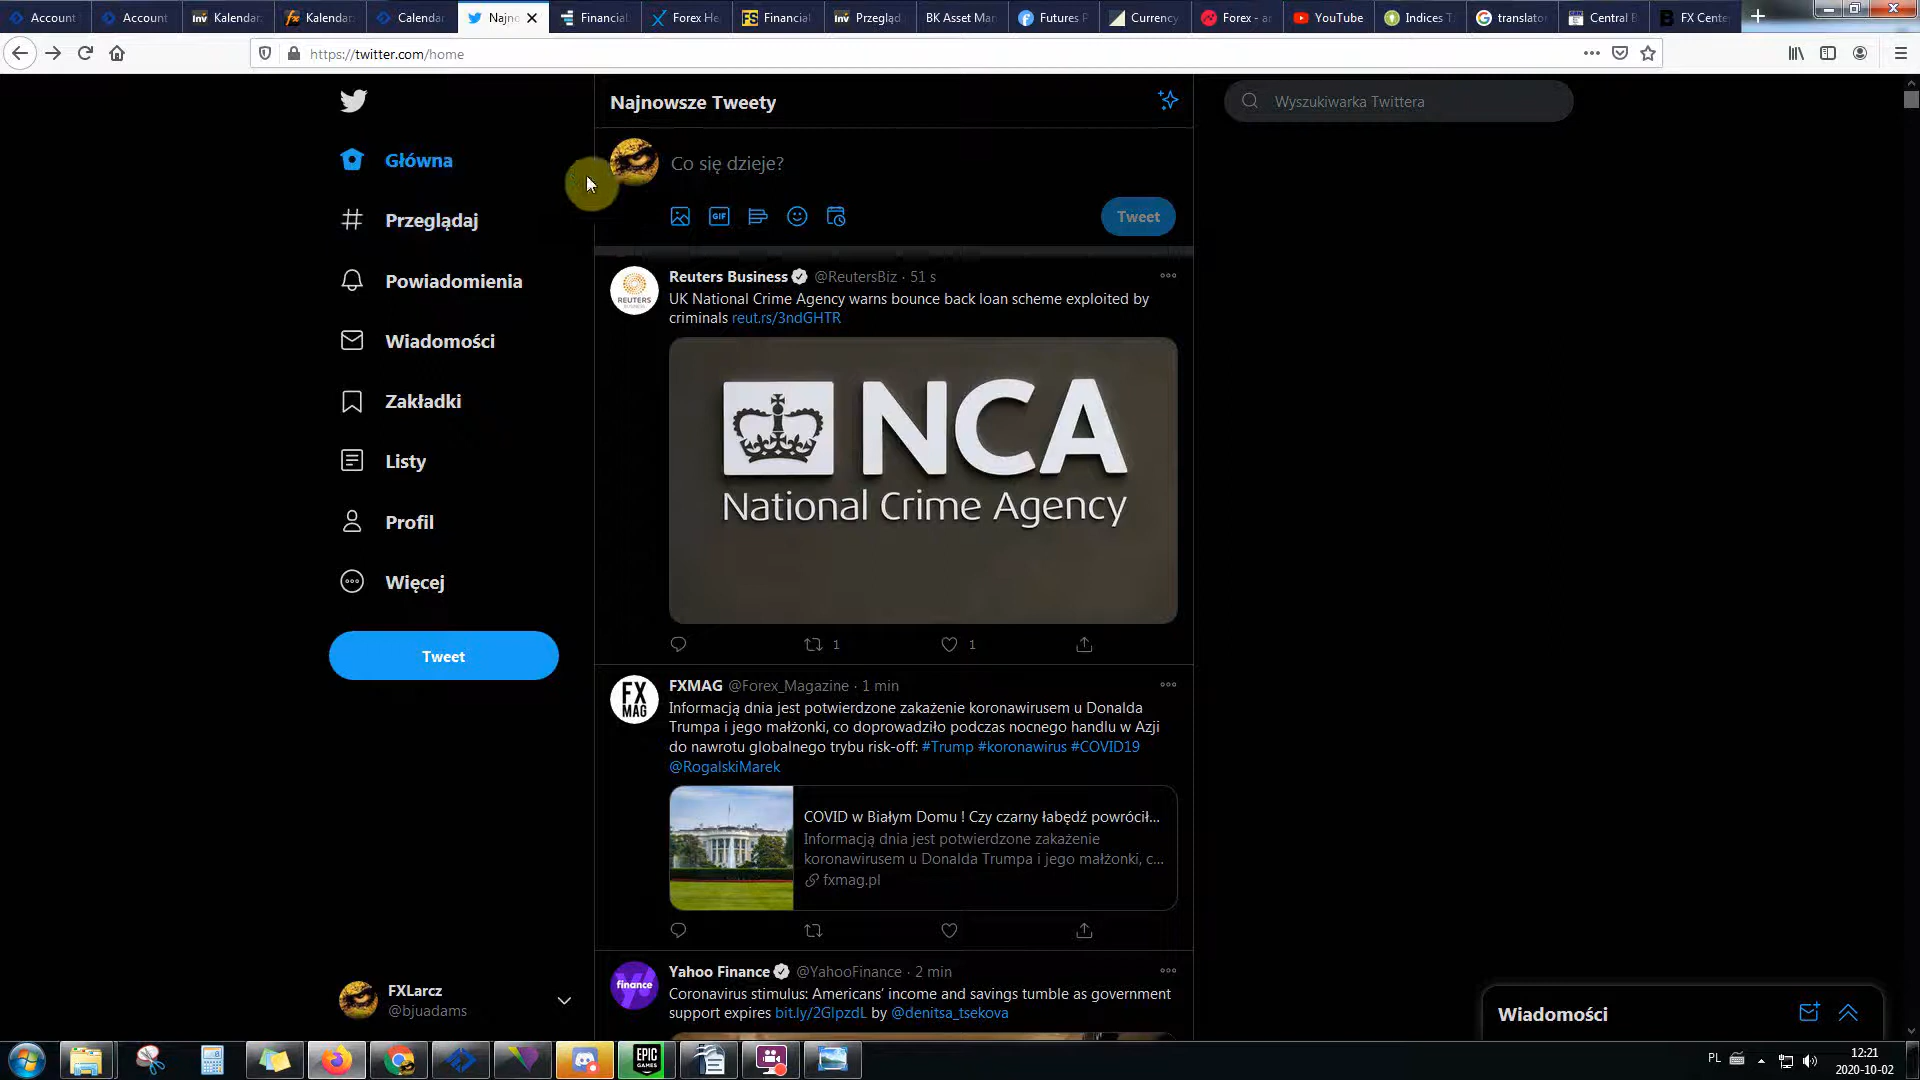 Account
Account
Kalendar
Kalendar
Calendar
Najno
Financial
Forex He
Financial
Przegląd
BK Asset Man
Futures P
Currency
Forex - a
YouTube
Indices T
translator
Central B
FX Cente
https://twitter.com/home
Główna
Przeglądaj
Powiadomienia
Wiadomości
Zakładki
Listy
Profil
Więcej
Tweet
FXLarcz
@bjuadams
Najnowsze Tweety
Co się dzieje?
GIF
Tweet
REUTERS
Reuters Business @ReutersBiz · 51 s
UK National Crime Agency warns bounce back loan scheme exploited by
criminals reut.rs/3ndGHTR
NCA
National Crime Agency
1
1
FX
MAG
FXMAG @Forex_Magazine · 1 min
Informacją dnia jest potwierdzone zakażenie koronawirusem u Donalda
Trumpa i jego małżonki, co doprowadziło podczas nocnego handlu w Azji
do nawrotu globalnego trybu risk-off: #Trump #koronawirus #COVID19
@RogalskiMarek
COVID w Białym Domu ! Czy czarny łabędź powrócił...
Informacją dnia jest potwierdzone zakażenie
koronawirusem u Donalda Trumpa i jego małżonki, c...
fxmag.pl
finance
Yahoo Finance @YahooFinance · 2 min
Coronavirus stimulus: Americans' income and savings tumble as government
support expires bit.ly/2GlpzdL by @denitsa_tsekova
Wyszukiwarka Twittera
Wiadomości
EPIC
GAMES
PL
12:21
2020-10-02